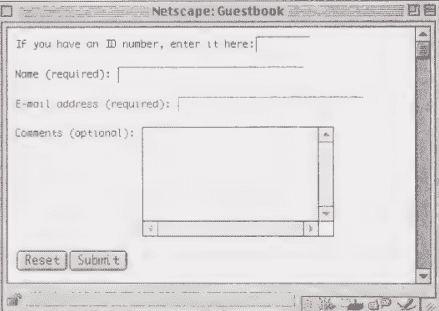 Netscape: Guestbook
If you have an ID number, enter it here:
Name (required):
E-mail address (required):
Comments (optional):
Reset Submit